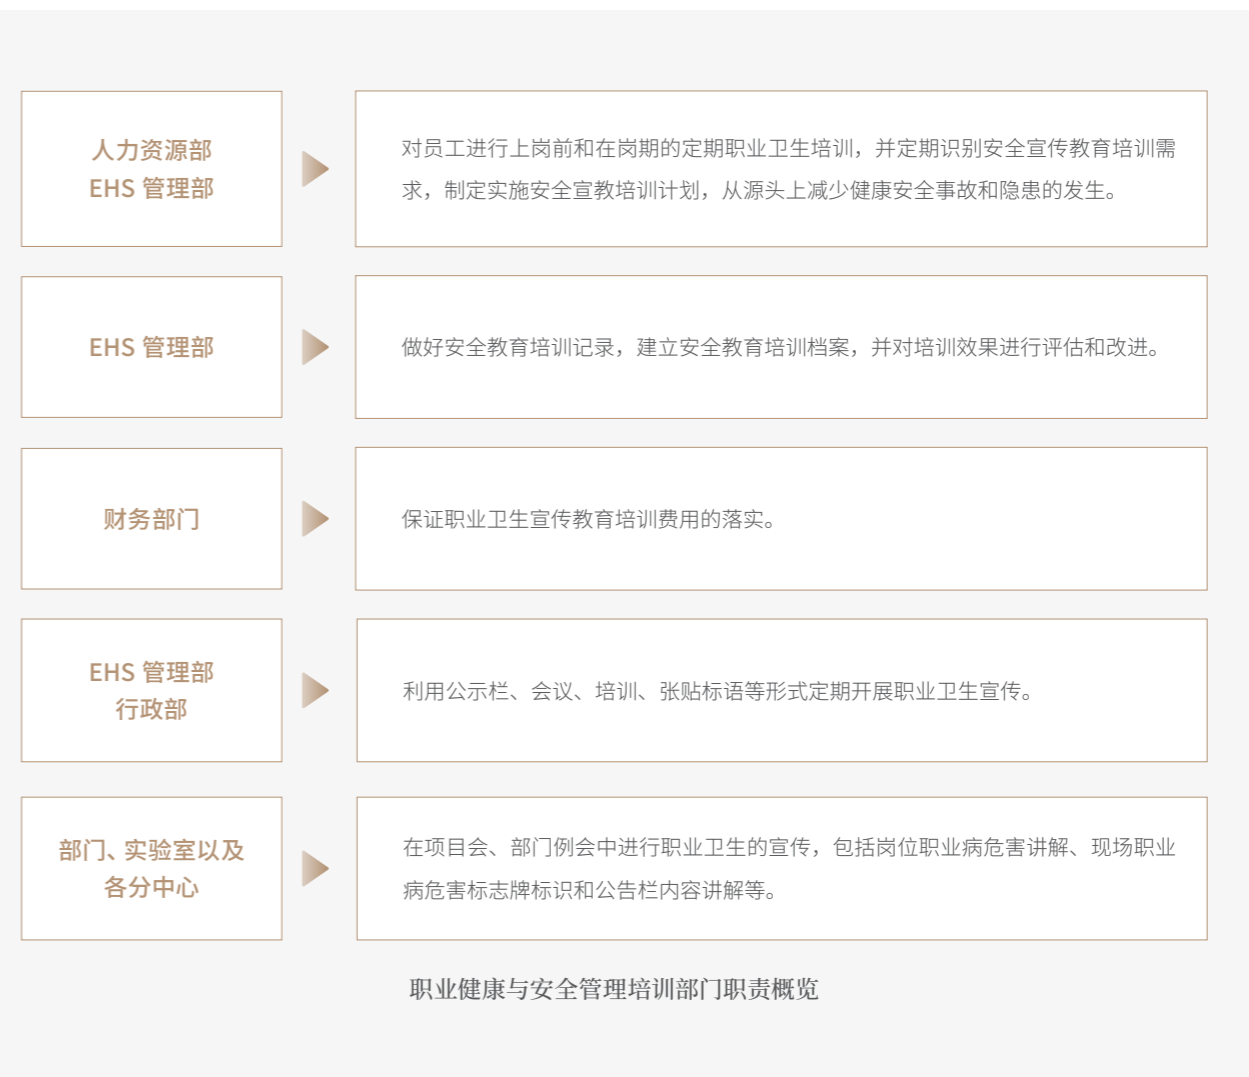 人力资源部
EHS 管理部
对员工进行上岗前和在岗期的定期职业卫生培训，并定期识别安全宣传教育培训需
求，制定实施安全宣教培训计划，从源头上减少健康安全事故和隐患的发生。
EHS 管理部
做好安全教育培训记录，建立安全教育培训档案，并对培训效果进行评估和改进。
财务部门
保证职业卫生宣传教育培训费用的落实。
EHS 管理部
行政部
利用公示栏、会议、培训、张贴标语等形式定期开展职业卫生宣传。
部门、实验室以及
各分中心
在项目会、部门例会中进行职业卫生的宣传，包括岗位职业病危害讲解、现场职业
病危害标志牌标识和公告栏内容讲解等。
职业健康与安全管理培训部门职责概览